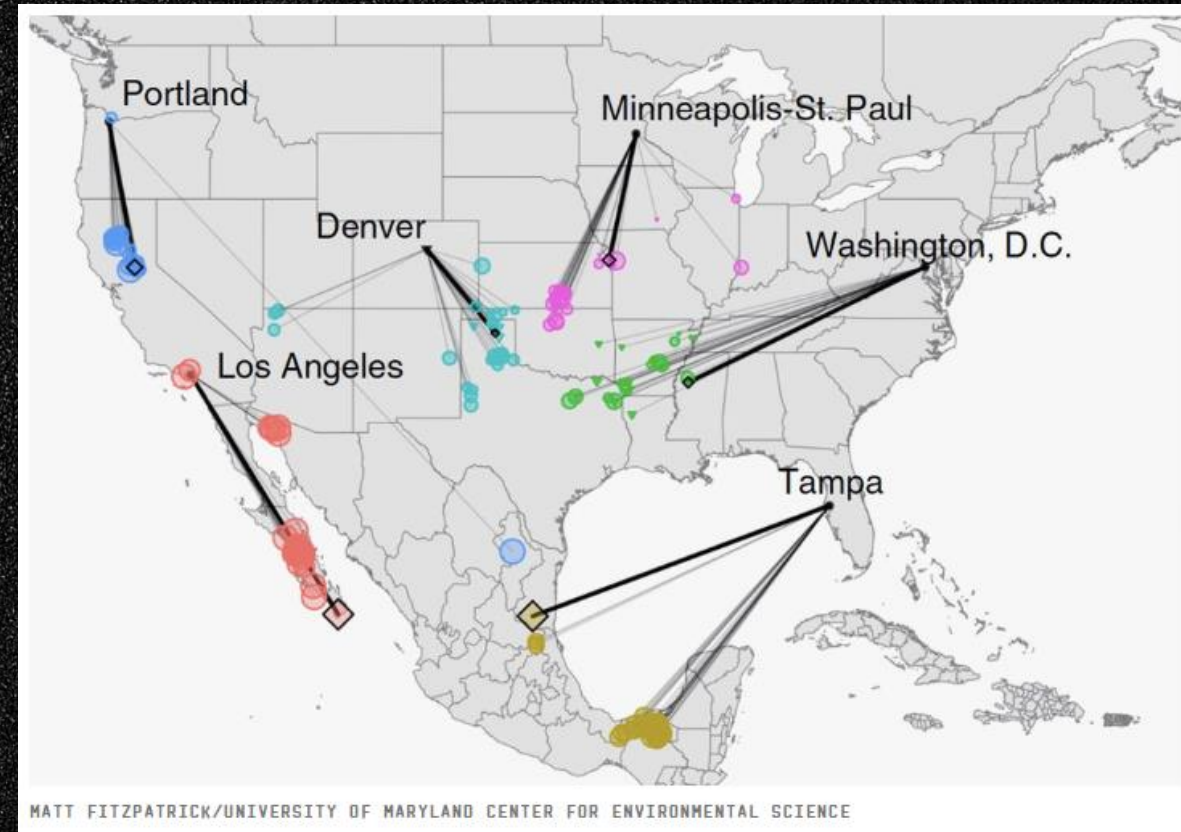 Portland
Minneapolis-St. Paul
Denver
Washington, D.C.
Los Angeles
Tampa
MATT FITZPATRICK/UNIVERSITY OF MARYLAND CENTER FOR ENVIRONMENTAL SCIENCE